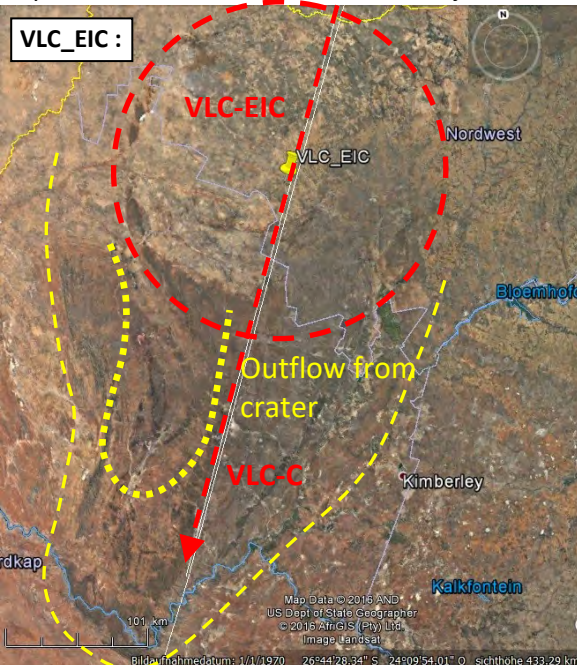 VLC_EIC :
N
VLC-EIC
Nordwest
VLC_EIC
Bloemhof
Outflow from
crater
VLC-C
Kimberley
rdkap
Kalkfontein
Map Data © 2016 AND
US Dept of State Geographer
© 2016 AfriGIS (Pty) Ltd.
Image Landsat
101 km
Bildaufnahmedatum: 1/1/1970 26°44'28.34" S 24°09'54.01" O sichthöhe 433.29 km